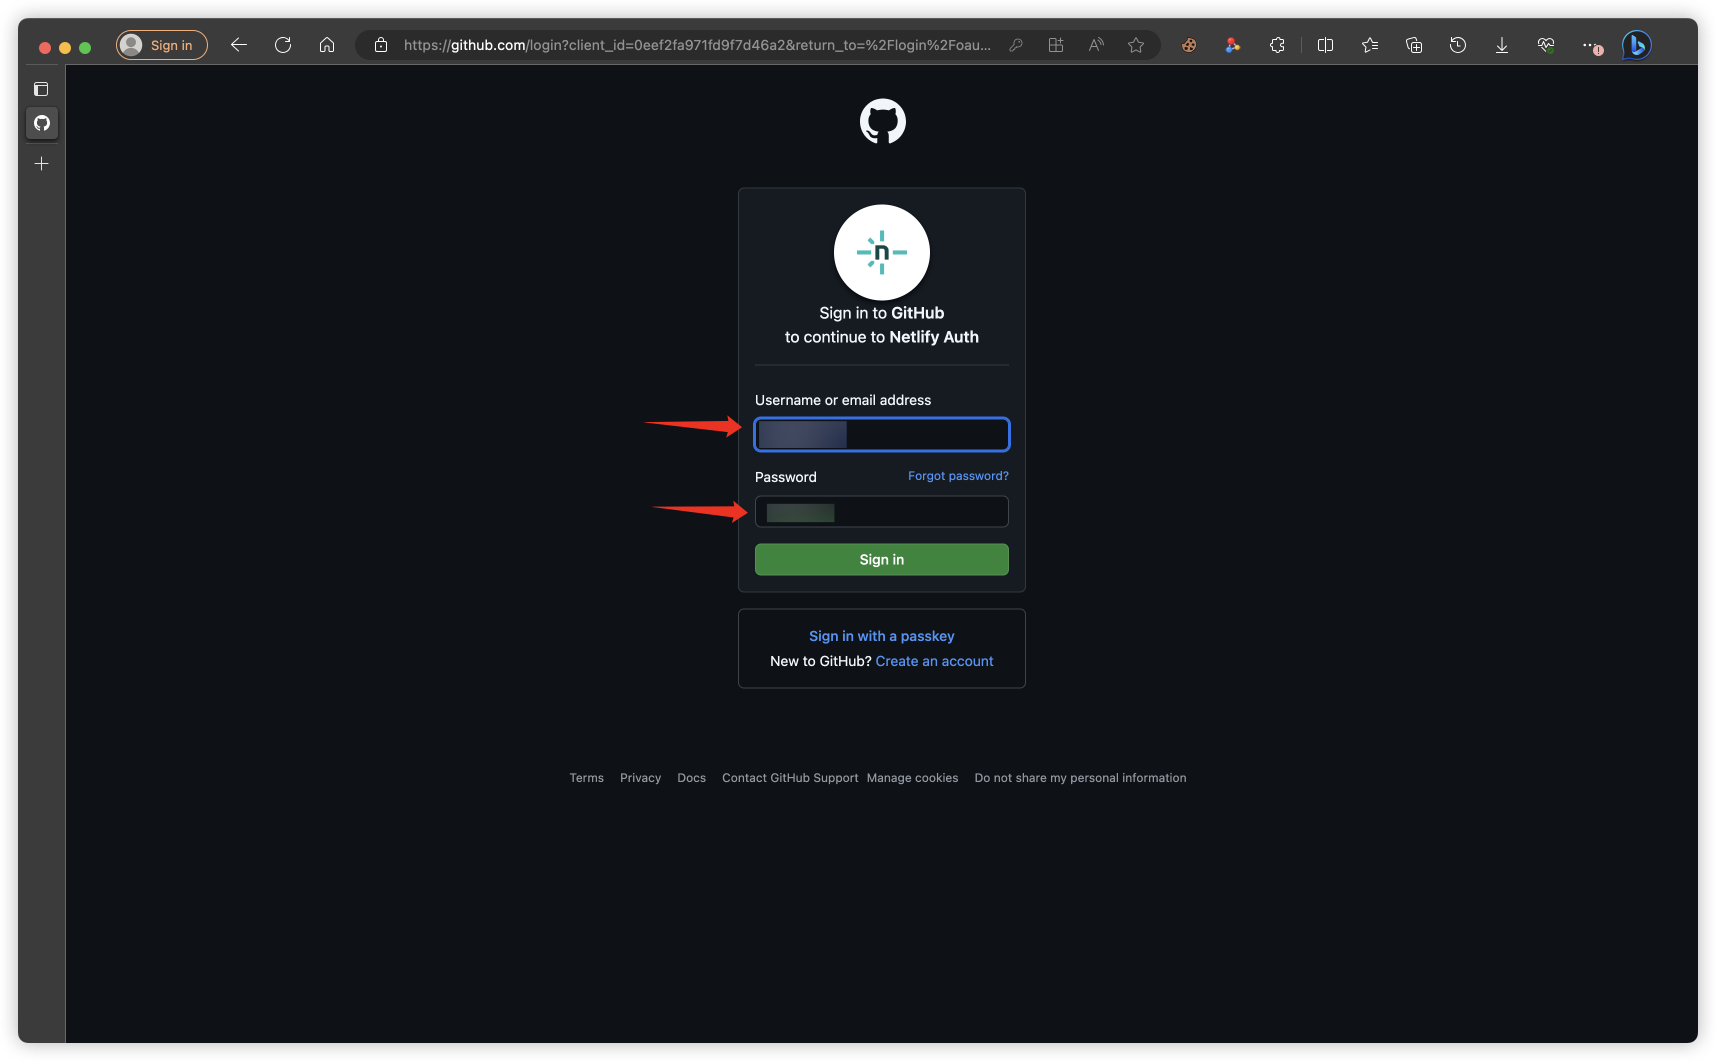 Sign in
https://github.com/login?client_id=0eef2fa971fd9f7d46a2&return_to=%2Flogin%2Foau...
n
Sign in to GitHub
to continue to Netlify Auth
Username or email address
Password
Forgot password?
Sign in
Sign in with a passkey
New to GitHub? Create an account
Terms Privacy Docs Contact GitHub Support Manage cookies Do not share my personal information